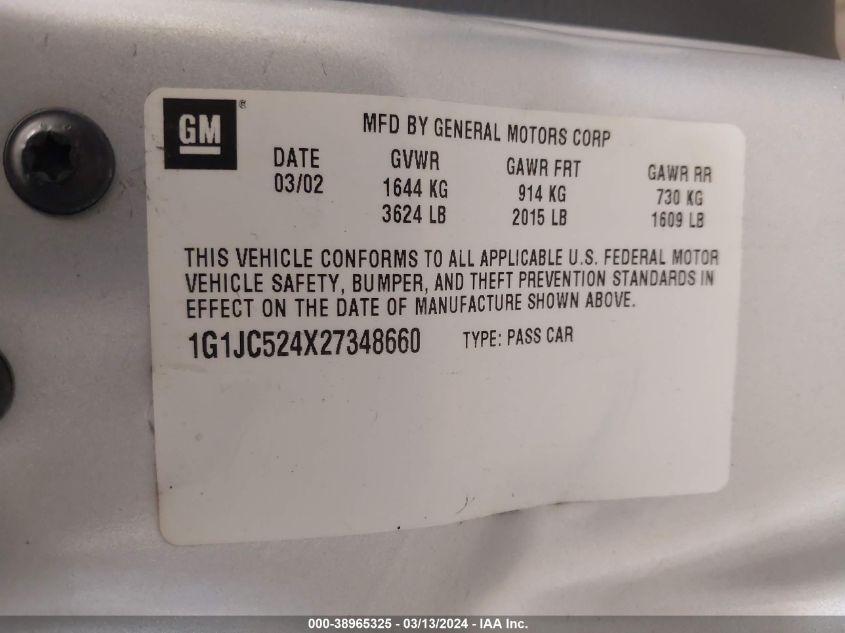 GM ®
MFD BY GENERAL MOTORS CORP
DATE GVWR GAWR FRT GAWR RR
03/02 1644 KG 914 KG 730 KG
3624 LB 2015 LB 1609 LB
THIS VEHICLE CONFORMS TO ALL APPLICABLE U.S. FEDERAL MOTOR
VEHICLE SAFETY, BUMPER, AND THEFT PREVENTION STANDARDS IN
EFFECT ON THE DATE OF MANUFACTURE SHOWN ABOVE.
1G1JC524X27348660 TYPE: PASS CAR
000-38965325 — 03/13/2024 — IAA Inc.